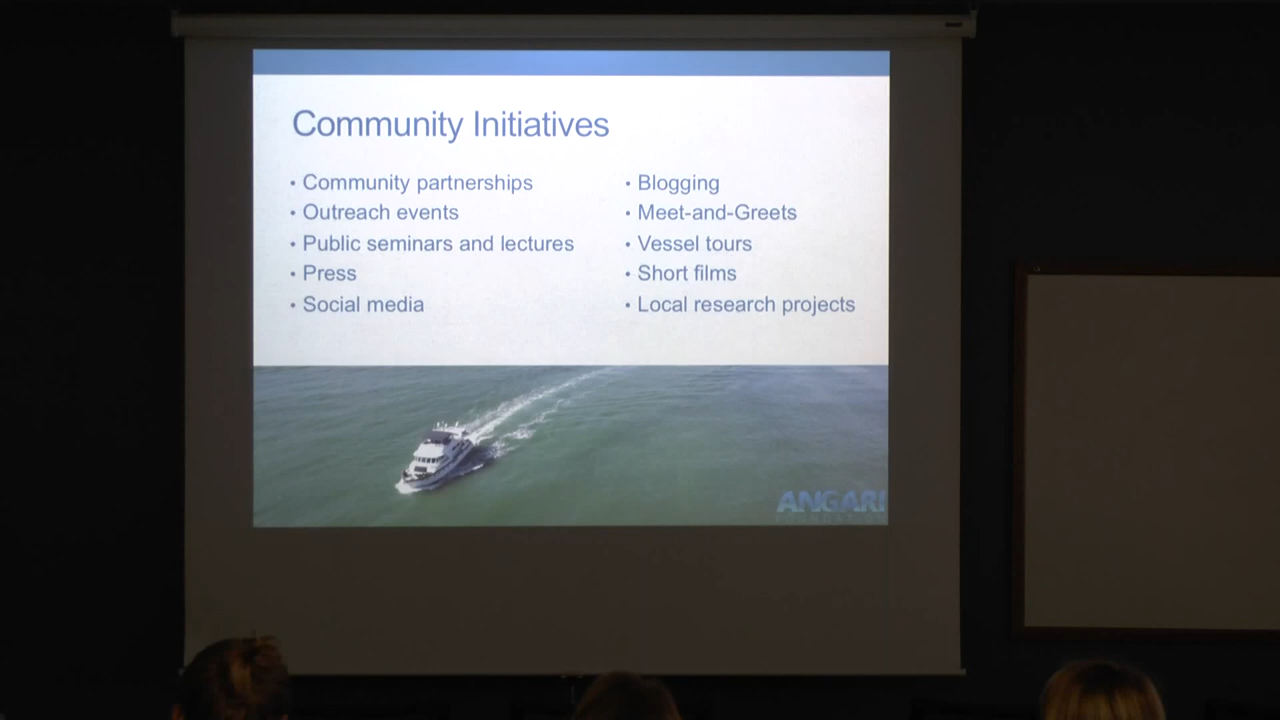 Community Initiatives
• Community partnerships
• Outreach events
• Public seminars and lectures
• Press
• Social media
• Blogging
• Meet-and-Greets
• Vessel tours
• Short films
• Local research projects
ANGARI
FOUNDATION